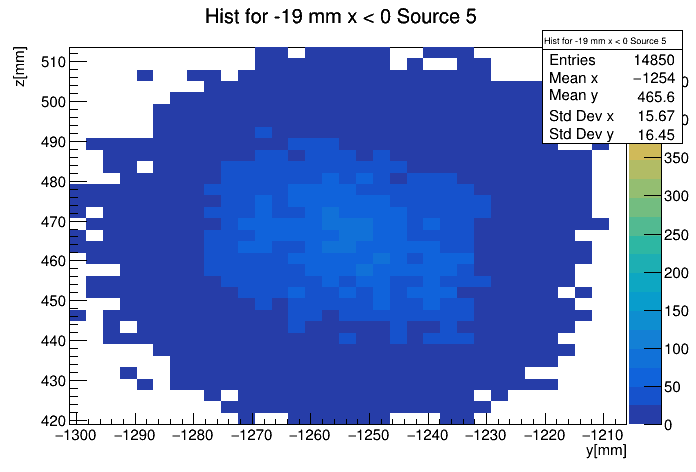 Hist for -19 mm x < 0 Source 5
z[mm]
Hist for -19 mm x < 0 Source 5
Entries 14850
Mean x −1254
Mean y 465.6
Std Dev x 15.67
Std Dev y 16.45
510
500
490
480
470
460
450
440
430
420
−1300 −1290 −1280 −1270 −1260 −1250 −1240 −1230 −1220 −1210
y[mm]
350
300
250
200
150
100
50
0